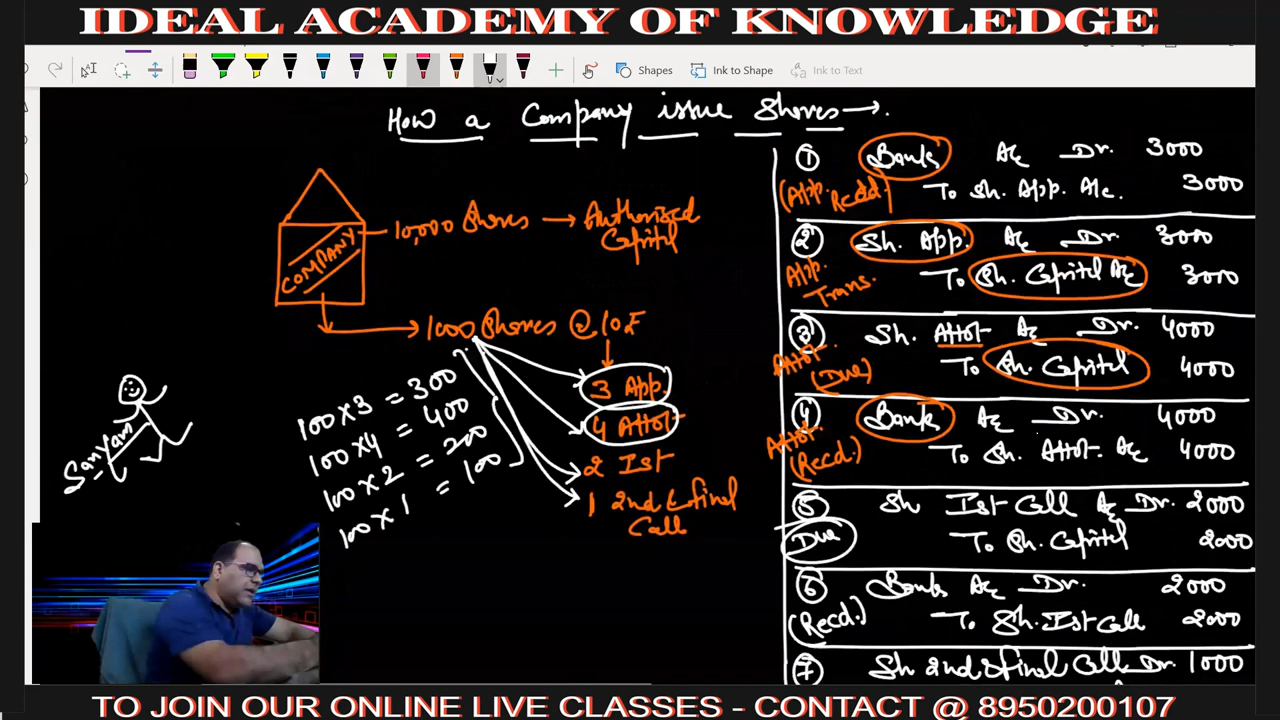 IDEAL ACADEMY OF KNOWLEDGE
Shapes
Ink to Shape
Ink to Text
How a Company issue Shares
COMPANY
10,000 Shares → Authorized
Capital
1000 Shares @ 10 F
3 App.
4 Allot
2 Ist
1 2nd & final
Call
100 x 3 = 300
100 x 4 = 400
100 x 2 = 200
100 x 1 = 100
Sanyam
① Bank A/c Dr. 3000
(App. Recd.) To Sh. App. A/c. 3000
② Sh. App. A/c Dr. 3000
App. Trans. To Sh. Capital A/c 3000
③ Sh. Allot A/c Dr. 4000
Allot (Due) To Sh. Capital 4000
④ Bank A/c Dr. 4000
Allot (Recd.) To Sh. Allot. A/c 4000
⑤ Sh Ist Call A/c Dr. 2000
Due To Sh. Capital 2000
⑥ Bank A/c Dr. 2000
(Recd.) To Sh. Ist Call 2000
⑦ Sh 2nd & final Call Dr. 1000
TO JOIN OUR ONLINE LIVE CLASSES - CONTACT @ 8950200107